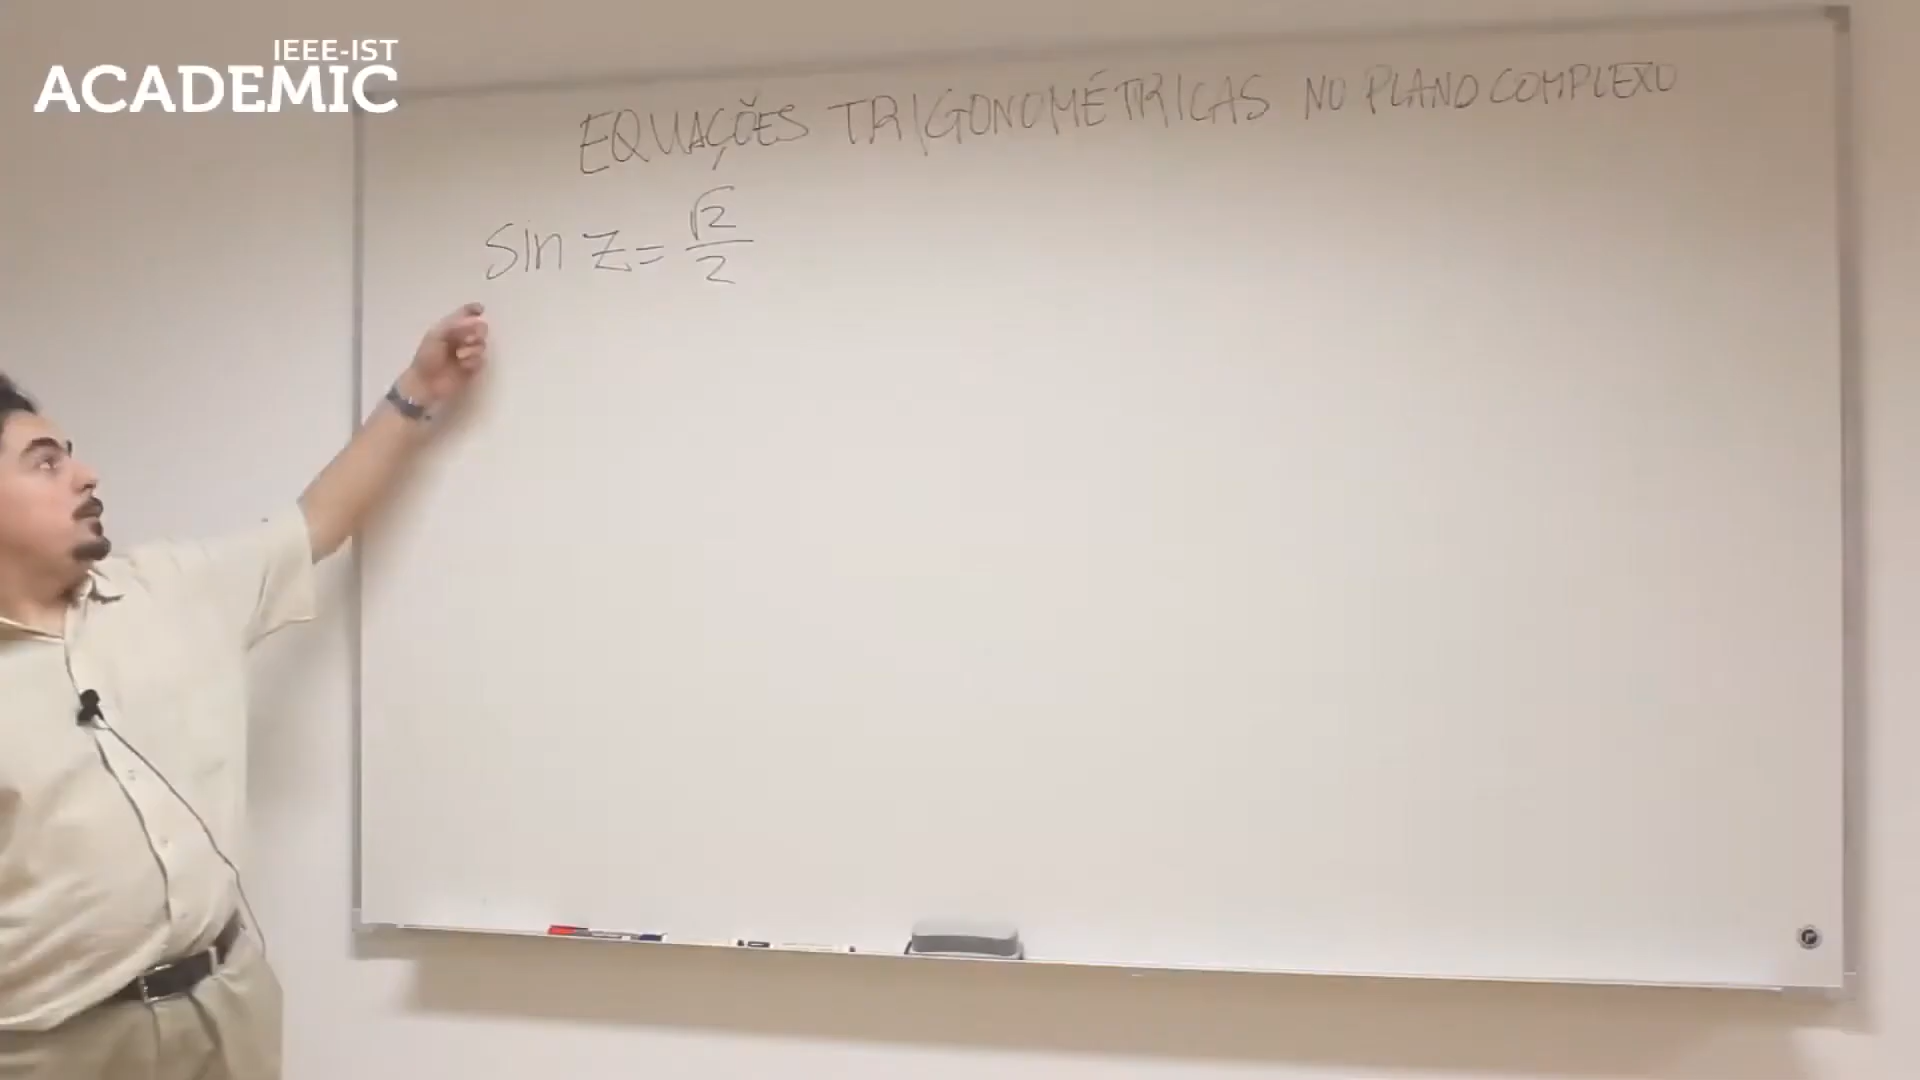 IEEE-IST
ACADEMIC
EQUAÇÕES TRIGONOMÉTRICAS NO PLANO COMPLEXO
sin z = √2/2